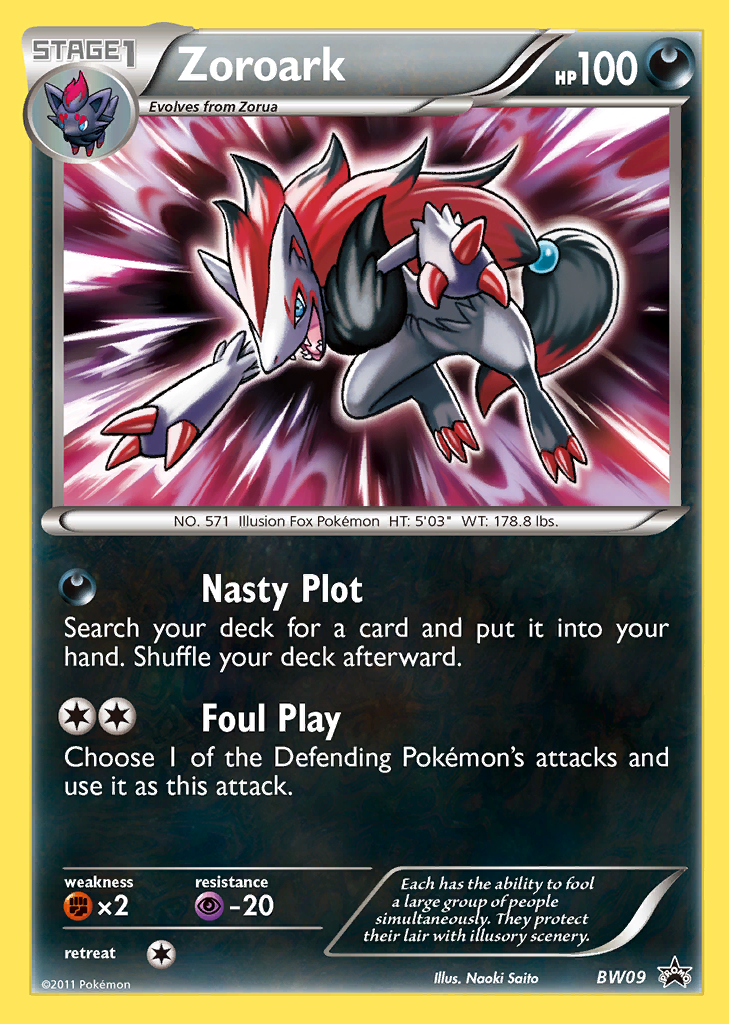 STAGE1
Zoroark
HP100
Evolves from Zorua
NO. 571 Illusion Fox Pokémon HT: 5'03" WT: 178.8 lbs.
Nasty Plot
Search your deck for a card and put it into your
hand. Shuffle your deck afterward.
Foul Play
Choose 1 of the Defending Pokémon's attacks and
use it as this attack.
weakness
×2
resistance
-20
retreat
Each has the ability to fool
a large group of people
simultaneously. They protect
their lair with illusory scenery.
©2011 Pokémon
Illus. Naoki Saito
BW09
PROMO